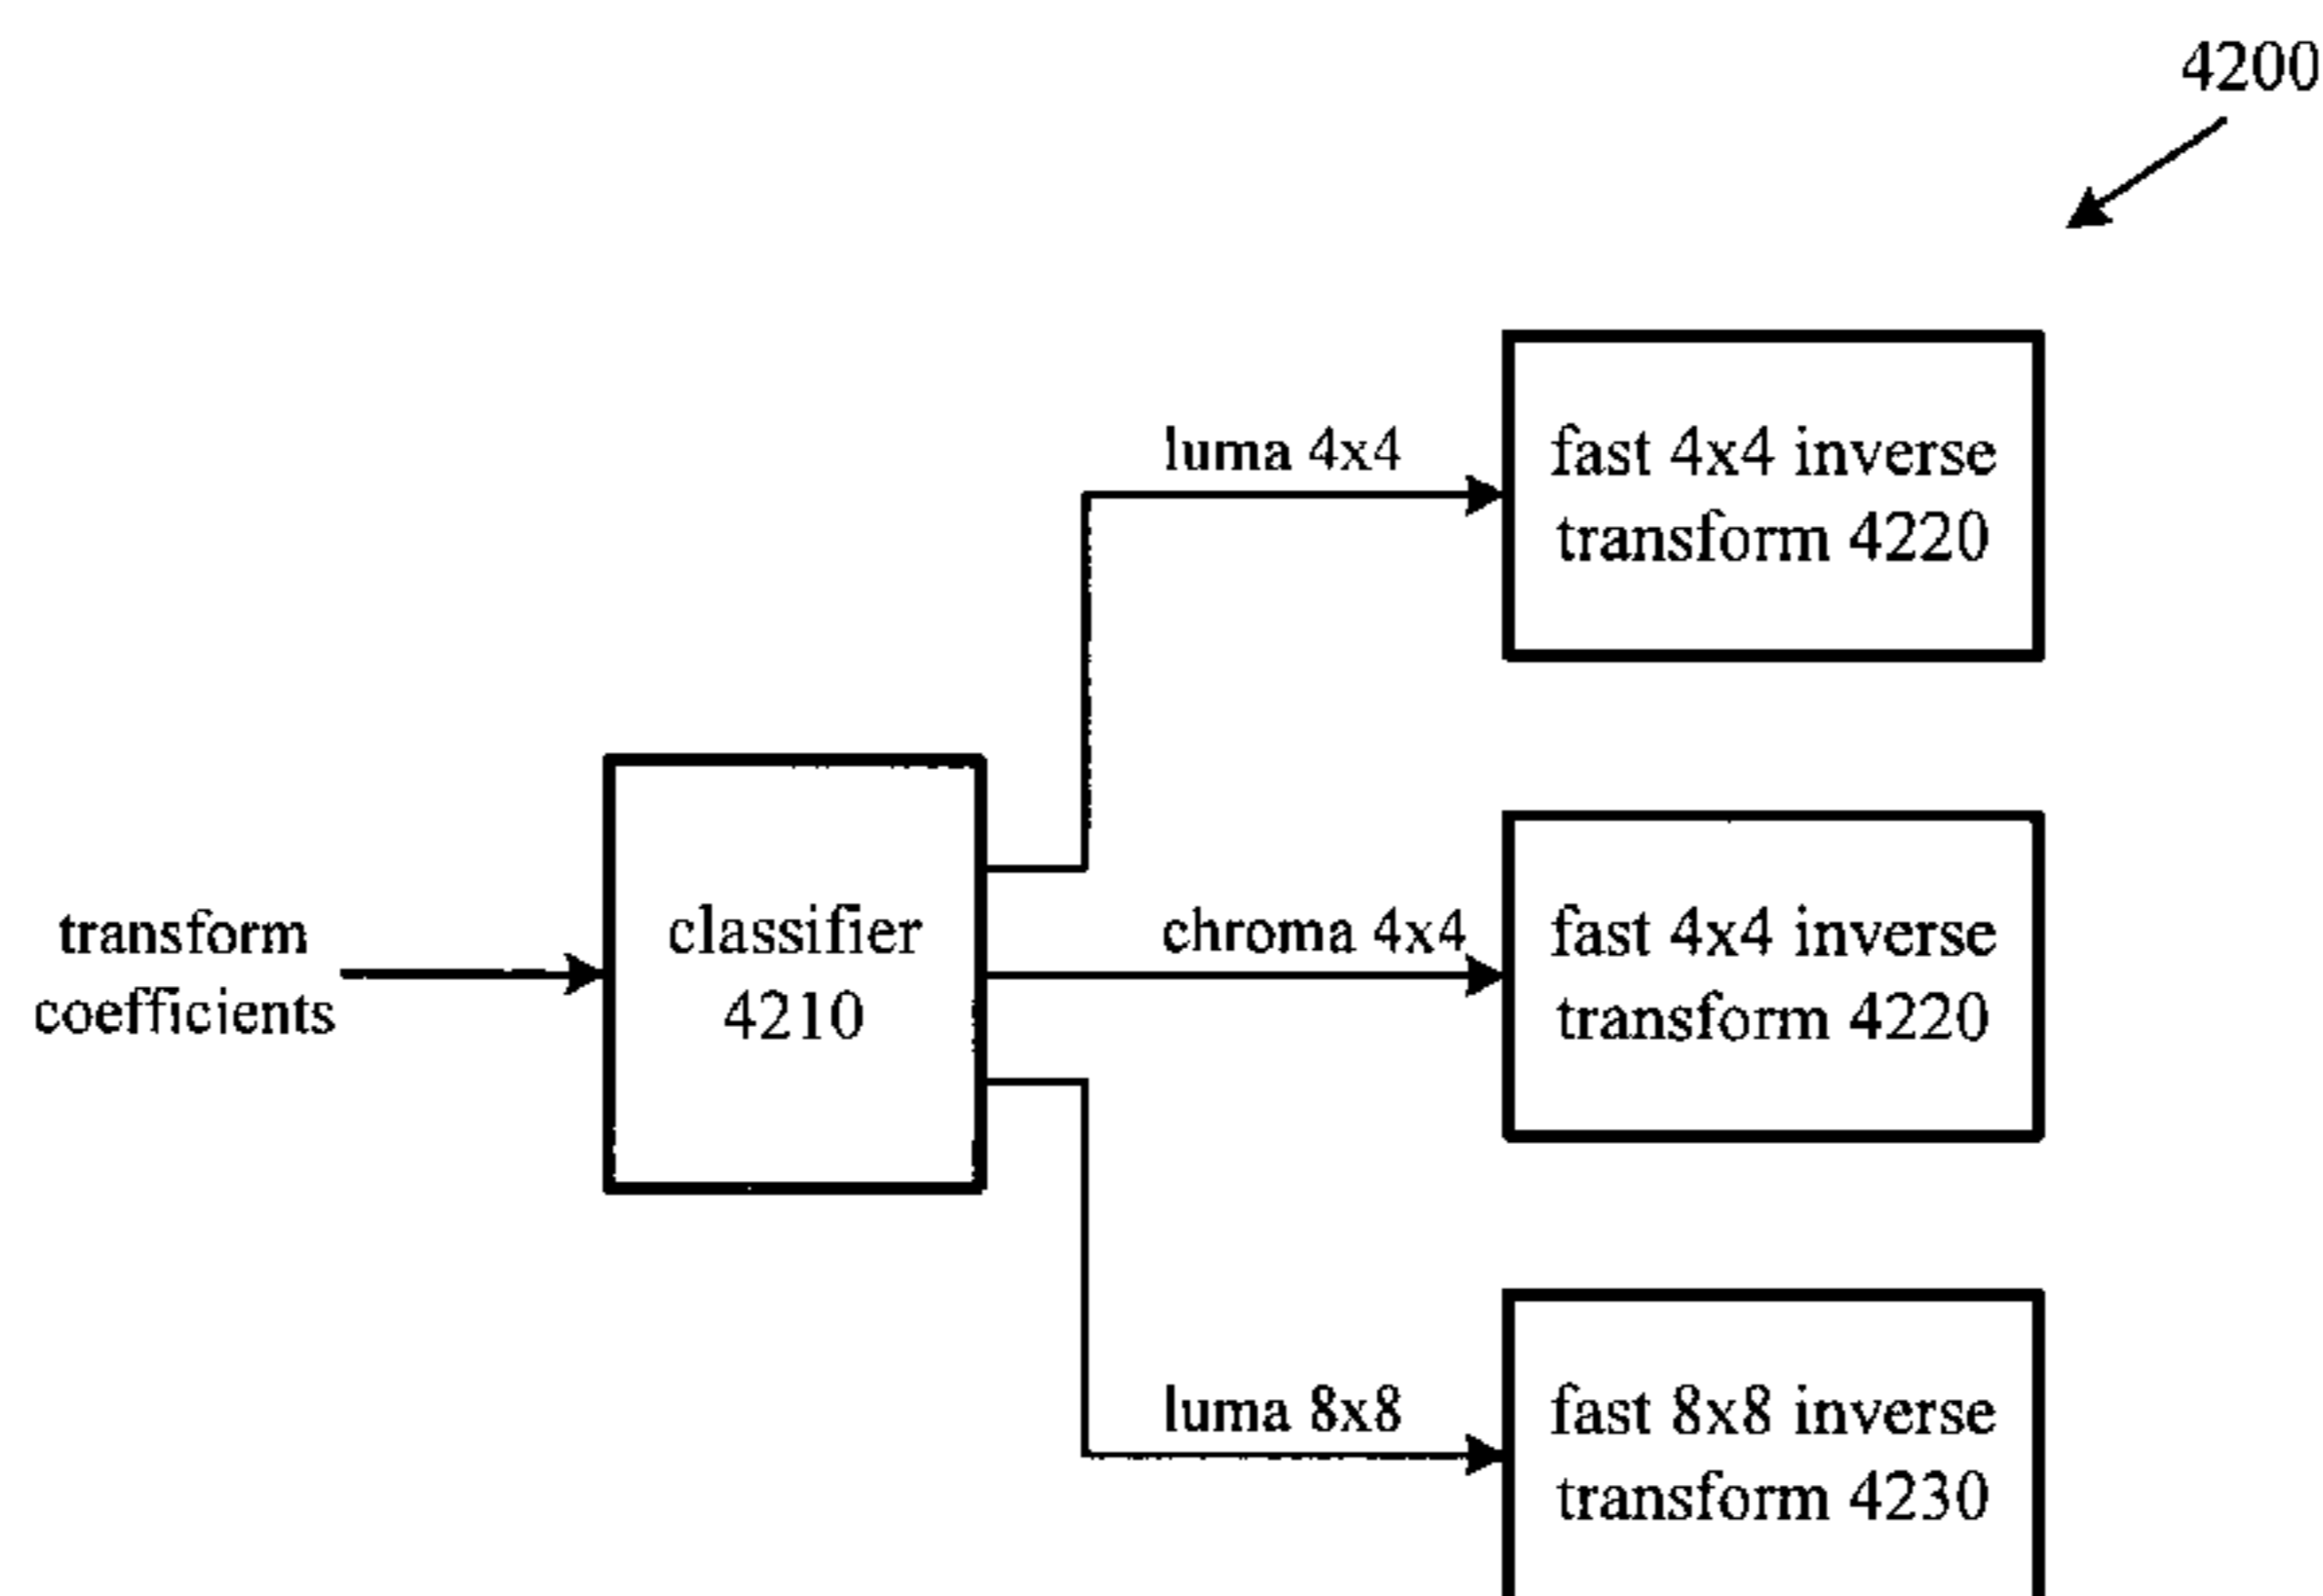 4200
luma 4x4
fast 4x4 inverse
transform 4220
transform
coefficients
classifier
4210
chroma 4x4
fast 4x4 inverse
transform 4220
luma 8x8
fast 8x8 inverse
transform 4230